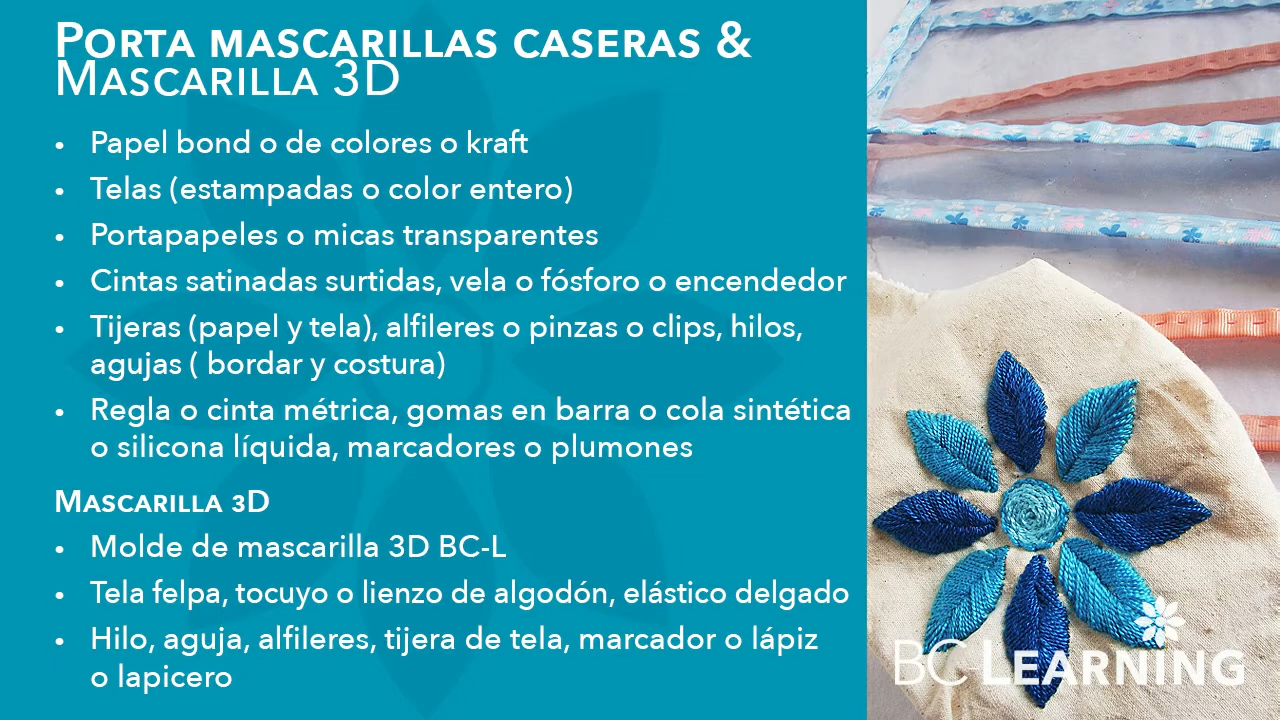 Porta mascarillas caseras &
Mascarilla 3D
• Papel bond o de colores o kraft
• Telas (estampadas o color entero)
• Portapapeles o micas transparentes
• Cintas satinadas surtidas, vela o fósforo o encendedor
• Tijeras (papel y tela), alfileres o pinzas o clips, hilos,
agujas ( bordar y costura)
• Regla o cinta métrica, gomas en barra o cola sintética
o silicona líquida, marcadores o plumones
Mascarilla 3D
• Molde de mascarilla 3D BC-L
• Tela felpa, tocuyo o lienzo de algodón, elástico delgado
• Hilo, aguja, alfileres, tijera de tela, marcador o lápiz
o lapicero
BC-Learning